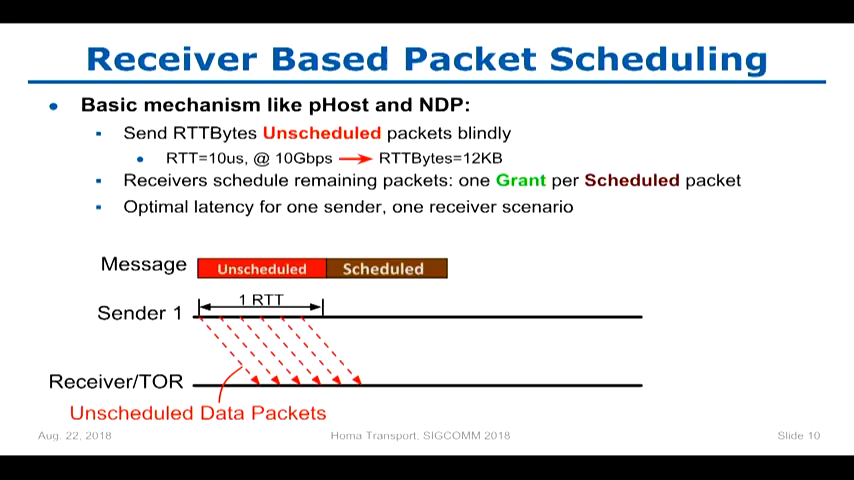 Receiver Based Packet Scheduling
Basic mechanism like pHost and NDP:
Send RTTBytes Unscheduled packets blindly
RTT=10us, @ 10Gbps → RTTBytes=12KB
Receivers schedule remaining packets: one Grant per Scheduled packet
Optimal latency for one sender, one receiver scenario
Message Unscheduled Scheduled
1 RTT
Sender 1
Receiver/TOR
Unscheduled Data Packets
Aug. 22, 2018 Homa Transport, SIGCOMM 2018 Slide 10